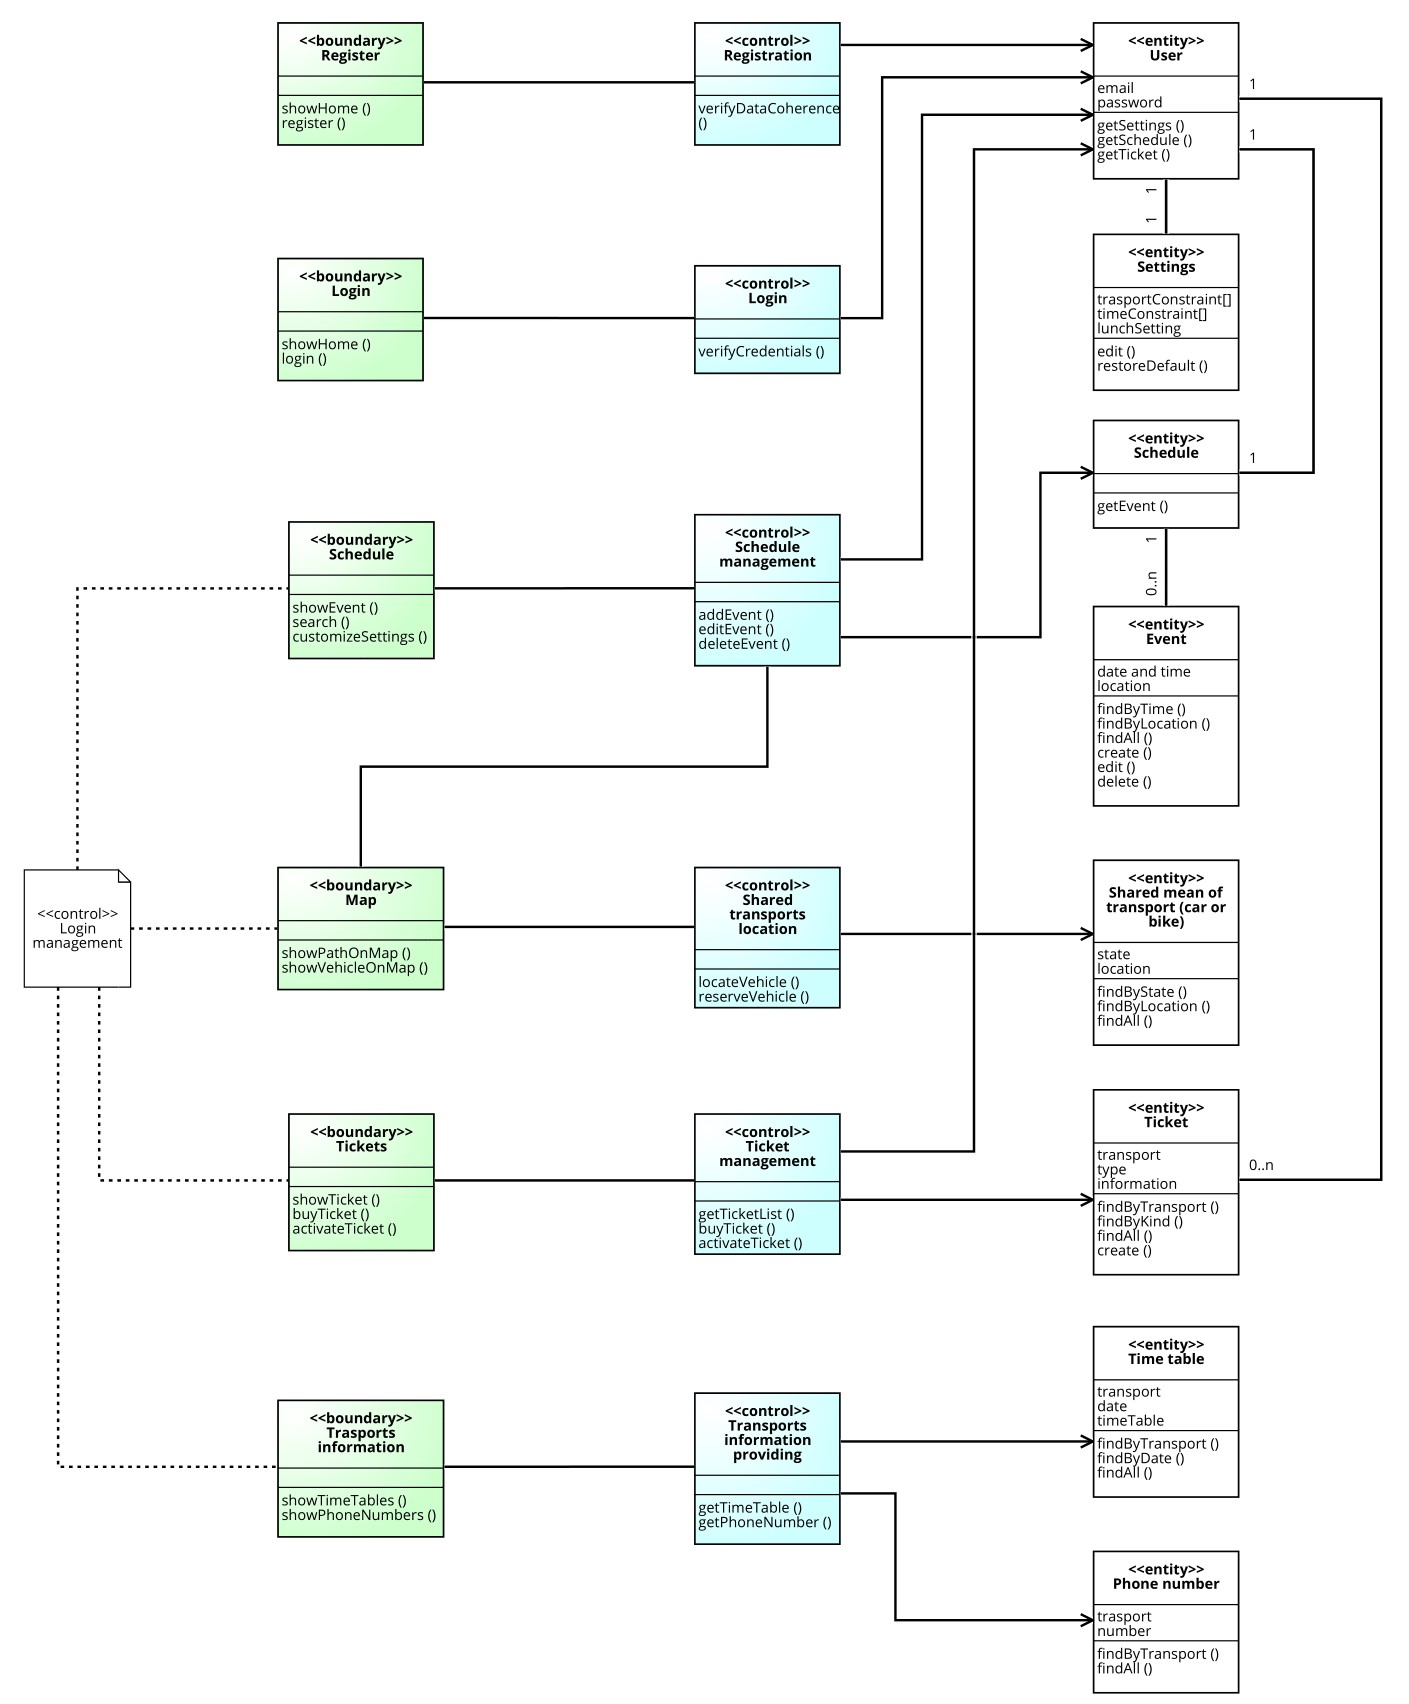 <<boundary>>
Register
showHome ()
register ()
<<control>>
Registration
verifyDataCoherence
()
<<entity>>
User
email
password
getSettings ()
getSchedule ()
getTicket ()
1
1
1
1
<<boundary>>
Login
showHome ()
login ()
<<control>>
Login
verifyCredentials ()
<<entity>>
Settings
trasportConstraint[]
timeConstraint[]
lunchSetting
edit ()
restoreDefault ()
<<entity>>
Schedule
getEvent ()
1
1
0..n
<<boundary>>
Schedule
showEvent ()
search ()
customizeSettings ()
<<control>>
Schedule
management
addEvent ()
editEvent ()
deleteEvent ()
<<entity>>
Event
date and time
location
findByTime ()
findByLocation ()
findAll ()
create ()
edit ()
delete ()
<<control>>
Login
management
<<boundary>>
Map
showPathOnMap ()
showVehicleOnMap ()
<<control>>
Shared
transports
location
locateVehicle ()
reserveVehicle ()
<<entity>>
Shared mean of
transport (car or
bike)
state
location
findByState ()
findByLocation ()
findAll ()
<<boundary>>
Tickets
showTicket ()
buyTicket ()
activateTicket ()
<<control>>
Ticket
management
getTicketList ()
buyTicket ()
activateTicket ()
<<entity>>
Ticket
transport
type
information
findByTransport ()
findByKind ()
findAll ()
create ()
0..n
<<boundary>>
Trasports
information
showTimeTables ()
showPhoneNumbers ()
<<control>>
Transports
information
providing
getTimeTable ()
getPhoneNumber ()
<<entity>>
Time table
transport
date
timeTable
findByTransport ()
findByDate ()
findAll ()
<<entity>>
Phone number
trasport
number
findByTransport ()
findAll ()